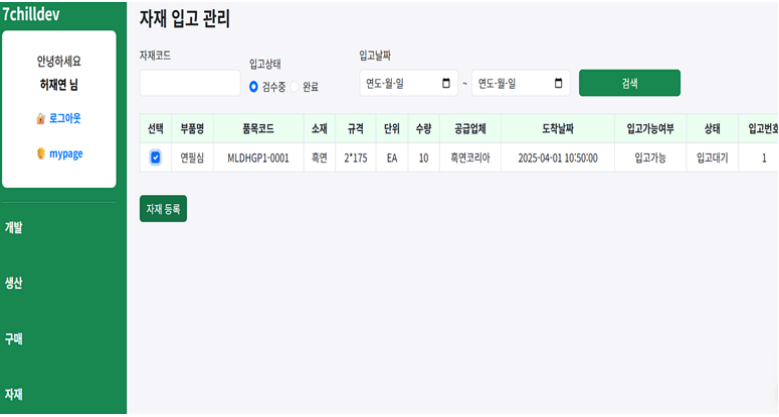 7chilldev
안녕하세요
허재연 님
로그아웃
mypage
개발
생산
구매
자재
자재 입고 관리
자재코드
입고상태
검수중 완료
입고날짜
연도-월-일 ~ 연도-월-일
검색
선택 부품명 품목코드 소재 규격 단위 수량 공급업체 도착날짜 입고가능여부 상태 입고번호
연필심 MLDHGP1-0001 흑연 2*175 EA 10 흑연코리아 2025-04-01 10:50:00 입고가능 입고대기 1
자재 등록